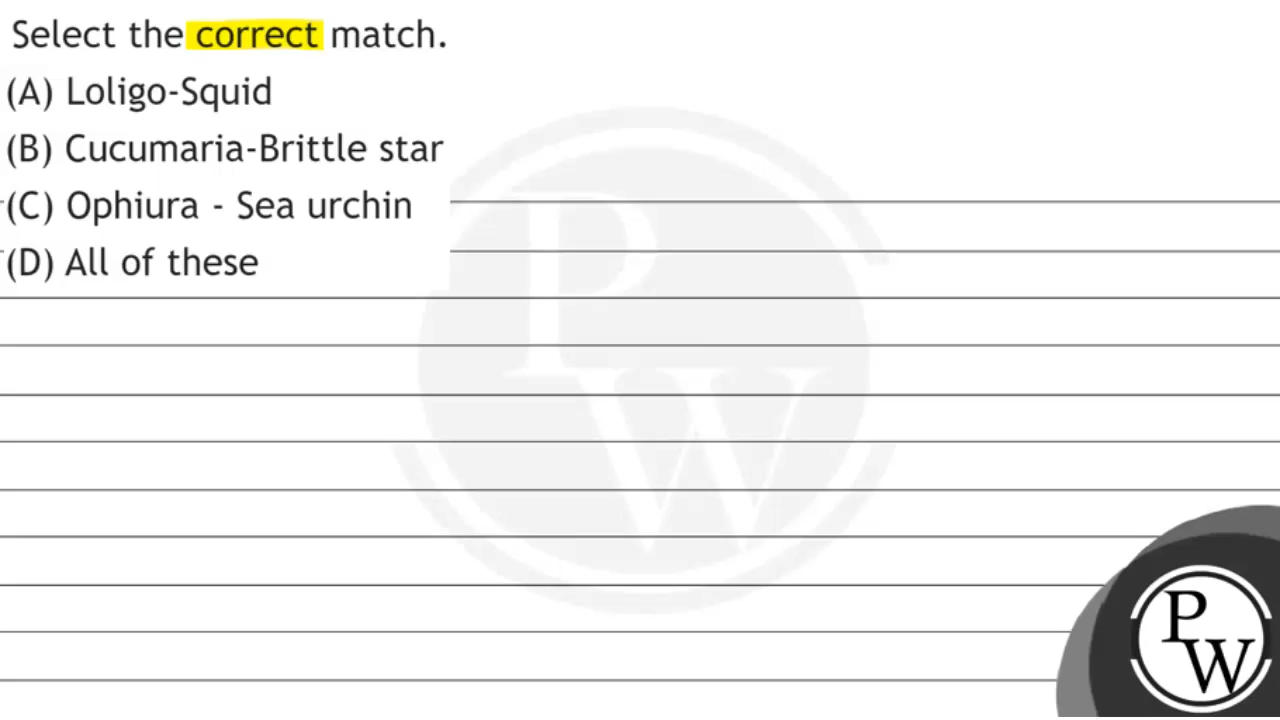 Select the correct match.
(A) Loligo-Squid
(B) Cucumaria-Brittle star
(C) Ophiura - Sea urchin
(D) All of these
P
W
P
W